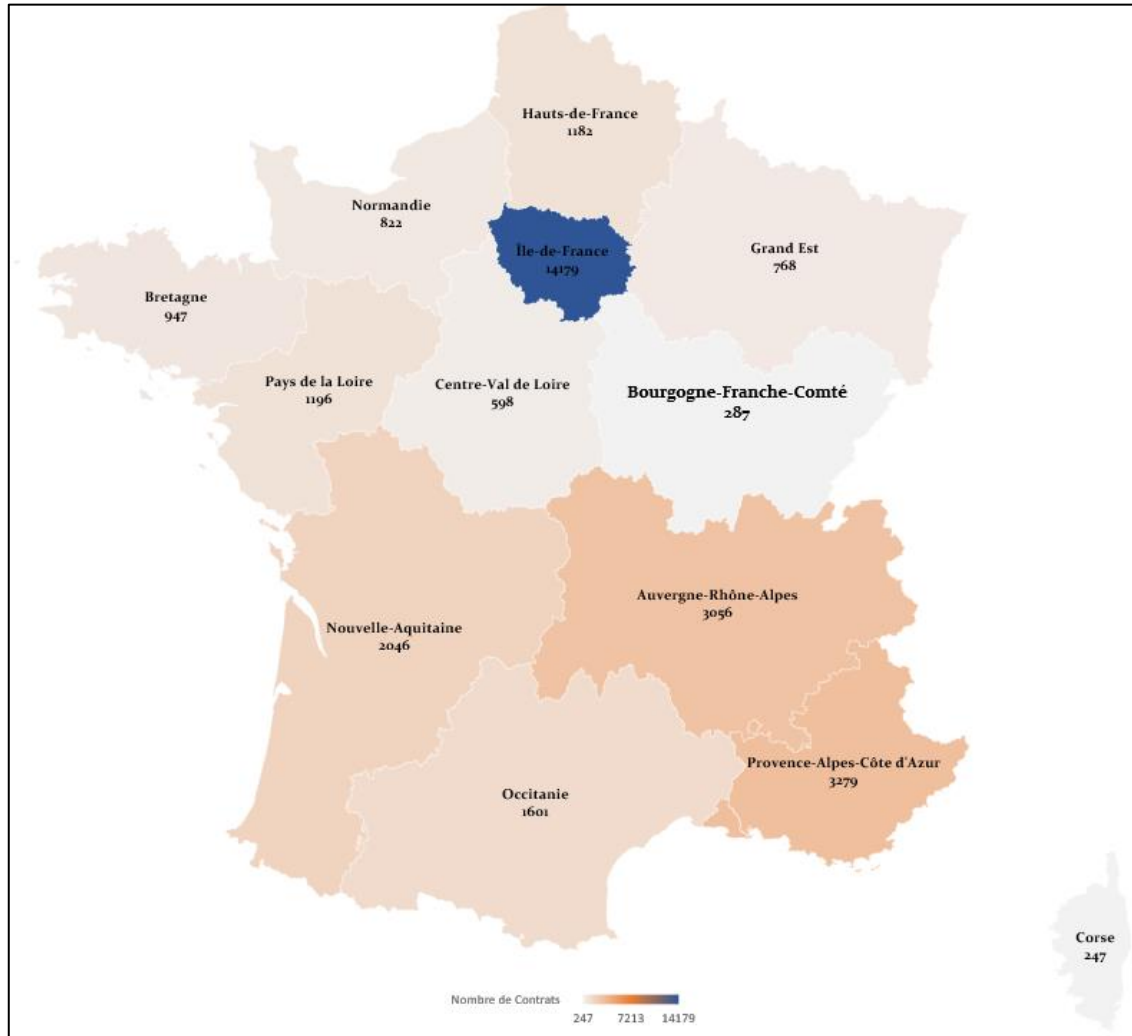 Hauts-de-France
1182
Normandie
822
Île-de-France
14179
Grand Est
768
Bretagne
947
Pays de la Loire
1196
Centre-Val de Loire
598
Bourgogne-Franche-Comté
287
Auvergne-Rhône-Alpes
3056
Nouvelle-Aquitaine
2046
Provence-Alpes-Côte d'Azur
3279
Occitanie
1601
Corse
247
Nombre de Contrats
247 7213 14179